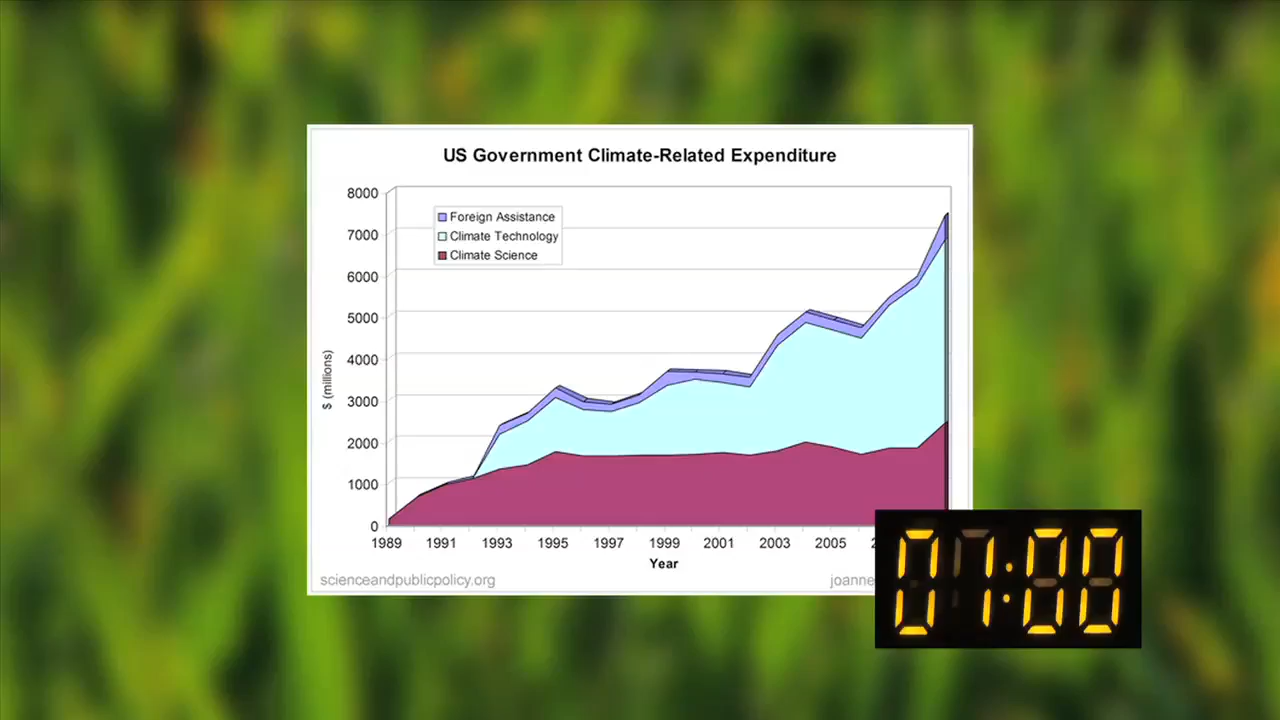 US Government Climate-Related Expenditure
8000
7000
6000
5000
4000
3000
2000
1000
0
$ (millions)
Foreign Assistance
Climate Technology
Climate Science
1989 1991 1993 1995 1997 1999 2001 2003 2005
Year
scienceandpublicpolicy.org
joanne
01:00